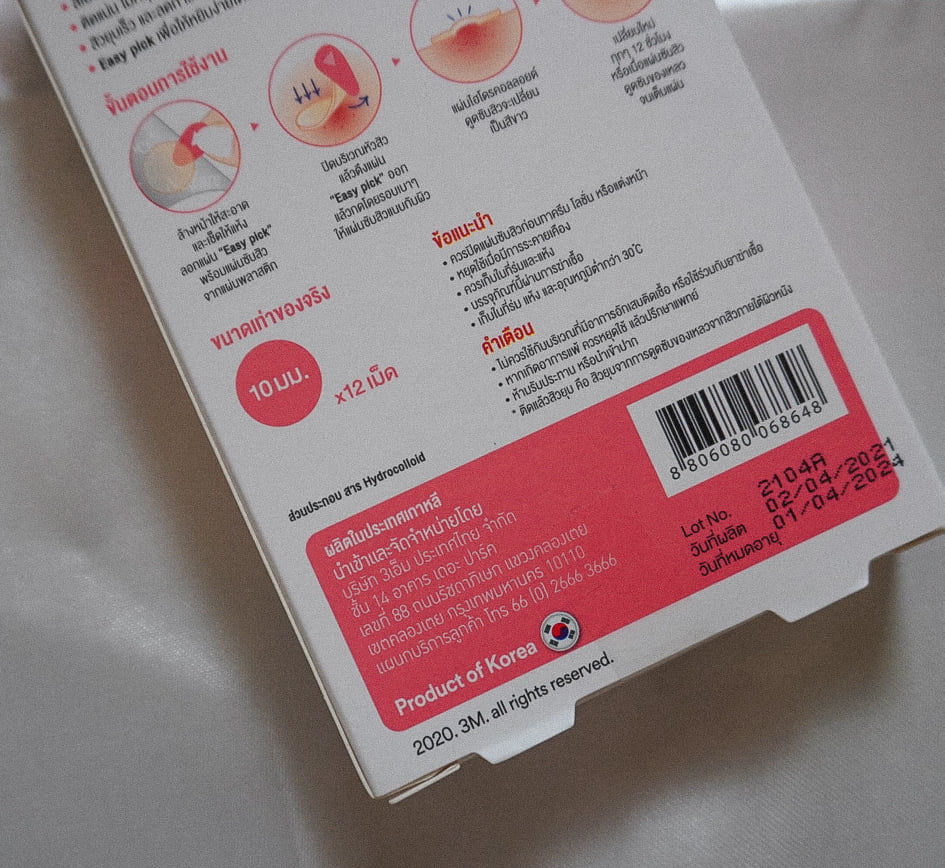 • สิวยุบเร็ว และลด
• Easy pick เพื่อให้หยิบง่าย
ขั้นตอนการใช้งาน
ล้างหน้าให้สะอาด
และเช็ดให้แห้ง
ลอกแผ่น "Easy pick"
พร้อมแผ่นซับสิว
จากแผ่นพลาสติก
ปิดบริเวณหัวสิว
แล้วดึงแผ่น
"Easy pick" ออก
แล้วกดโดยรอบเบาๆ
ให้แผ่นซับสิวแนบกับผิว
แผ่นไฮโดรคอลลอยด์
ดูดซับสิวจะเปลี่ยน
เป็นสีขาว
เปลี่ยนใหม่
ทุกๆ 12 ชั่วโมง
หรือเมื่อแผ่นซับสิว
ดูดซับของเหลว
จนเต็มแผ่น
ขนาดเท่าของจริง
10 มม.
x12 เม็ด
ข้อแนะนำ
• ควรปิดแผ่นซับสิวก่อนทาครีม โลชั่น หรือแต่งหน้า
• หยุดใช้เมื่อมีการระคายเคือง
• ควรเก็บในที่ร่มและแห้ง
• บรรจุภัณฑ์นี้ผ่านการฆ่าเชื้อ
• เก็บในที่ร่ม แห้ง และอุณหภูมิต่ำกว่า 30°C
คำเตือน
• ไม่ควรใช้กับบริเวณที่มีอาการอักเสบติดเชื้อ หรือใช้ร่วมกับยาฆ่าเชื้อ
• หากเกิดอาการแพ้ ควรหยุดใช้ แล้วปรึกษาแพทย์
• ห้ามรับประทาน หรือนำเข้าปาก
* ติดแล้วสิวยุบ คือ สิวยุบจากการดูดซับของเหลวจากสิวภายใต้ผิวหนัง
ส่วนประกอบ สาร Hydrocolloid
ผลิตในประเทศเกาหลี
นำเข้าและจัดจำหน่ายโดย
บริษัท 3เอ็ม ประเทศไทย จำกัด
ชั้น 14 อาคาร เดอะ ปาร์ค
เลขที่ 88 ถนนรัชดาภิเษก แขวงคลองเตย
เขตคลองเตย กรุงเทพมหานคร 10110
แผนกบริการลูกค้า โทร 66 (0) 2666 3666
Product of Korea
8 806080 068648
Lot No. 2104A
วันที่ผลิต 02/04/2021
วันที่หมดอายุ 01/04/2024
2020. 3M. all rights reserved.